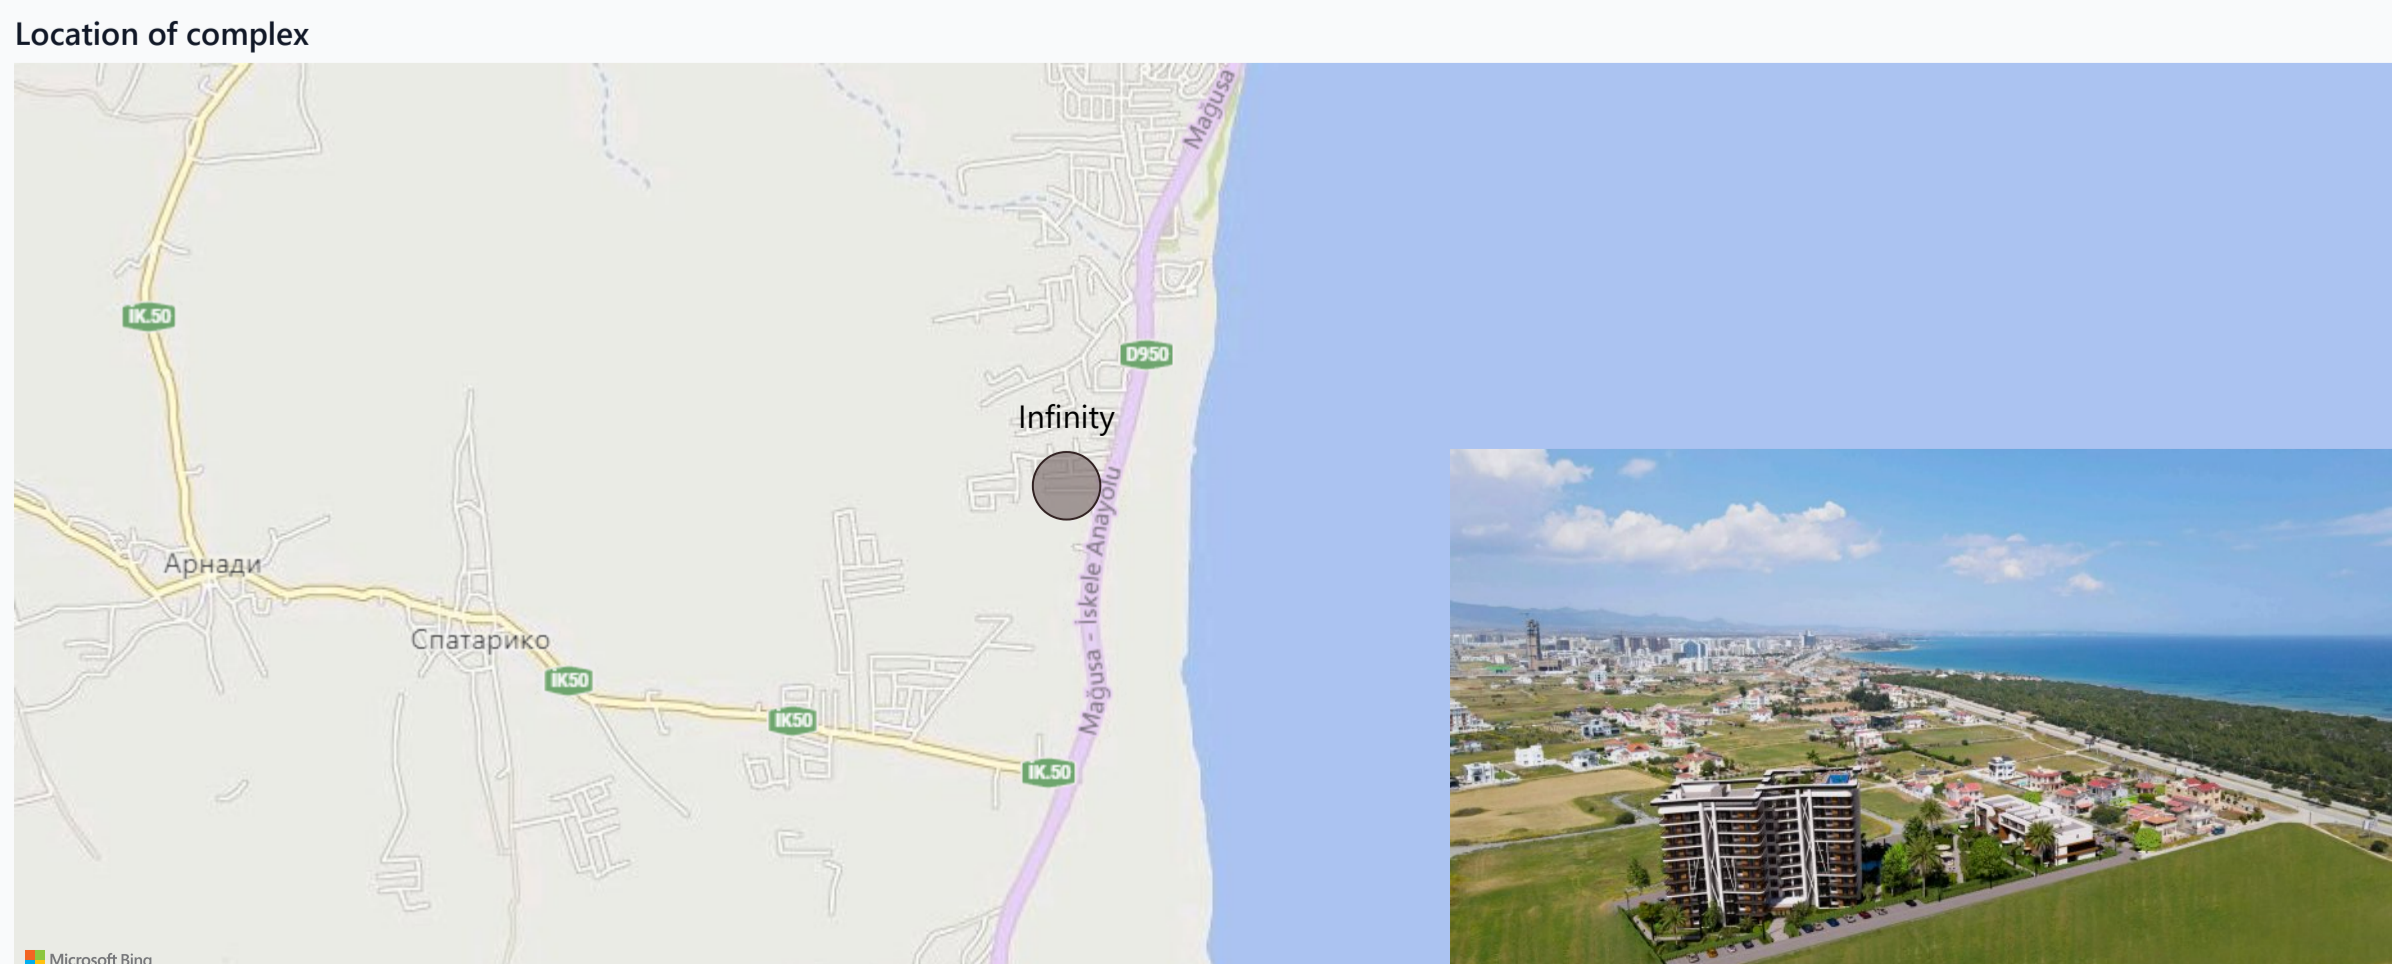 Location of complex
Mağusa
IK.50
D950
Infinity
Mağusa - İskele Anayolu
Арнади
Спатарико
IK50
IK50
IK.50
Microsoft Bing